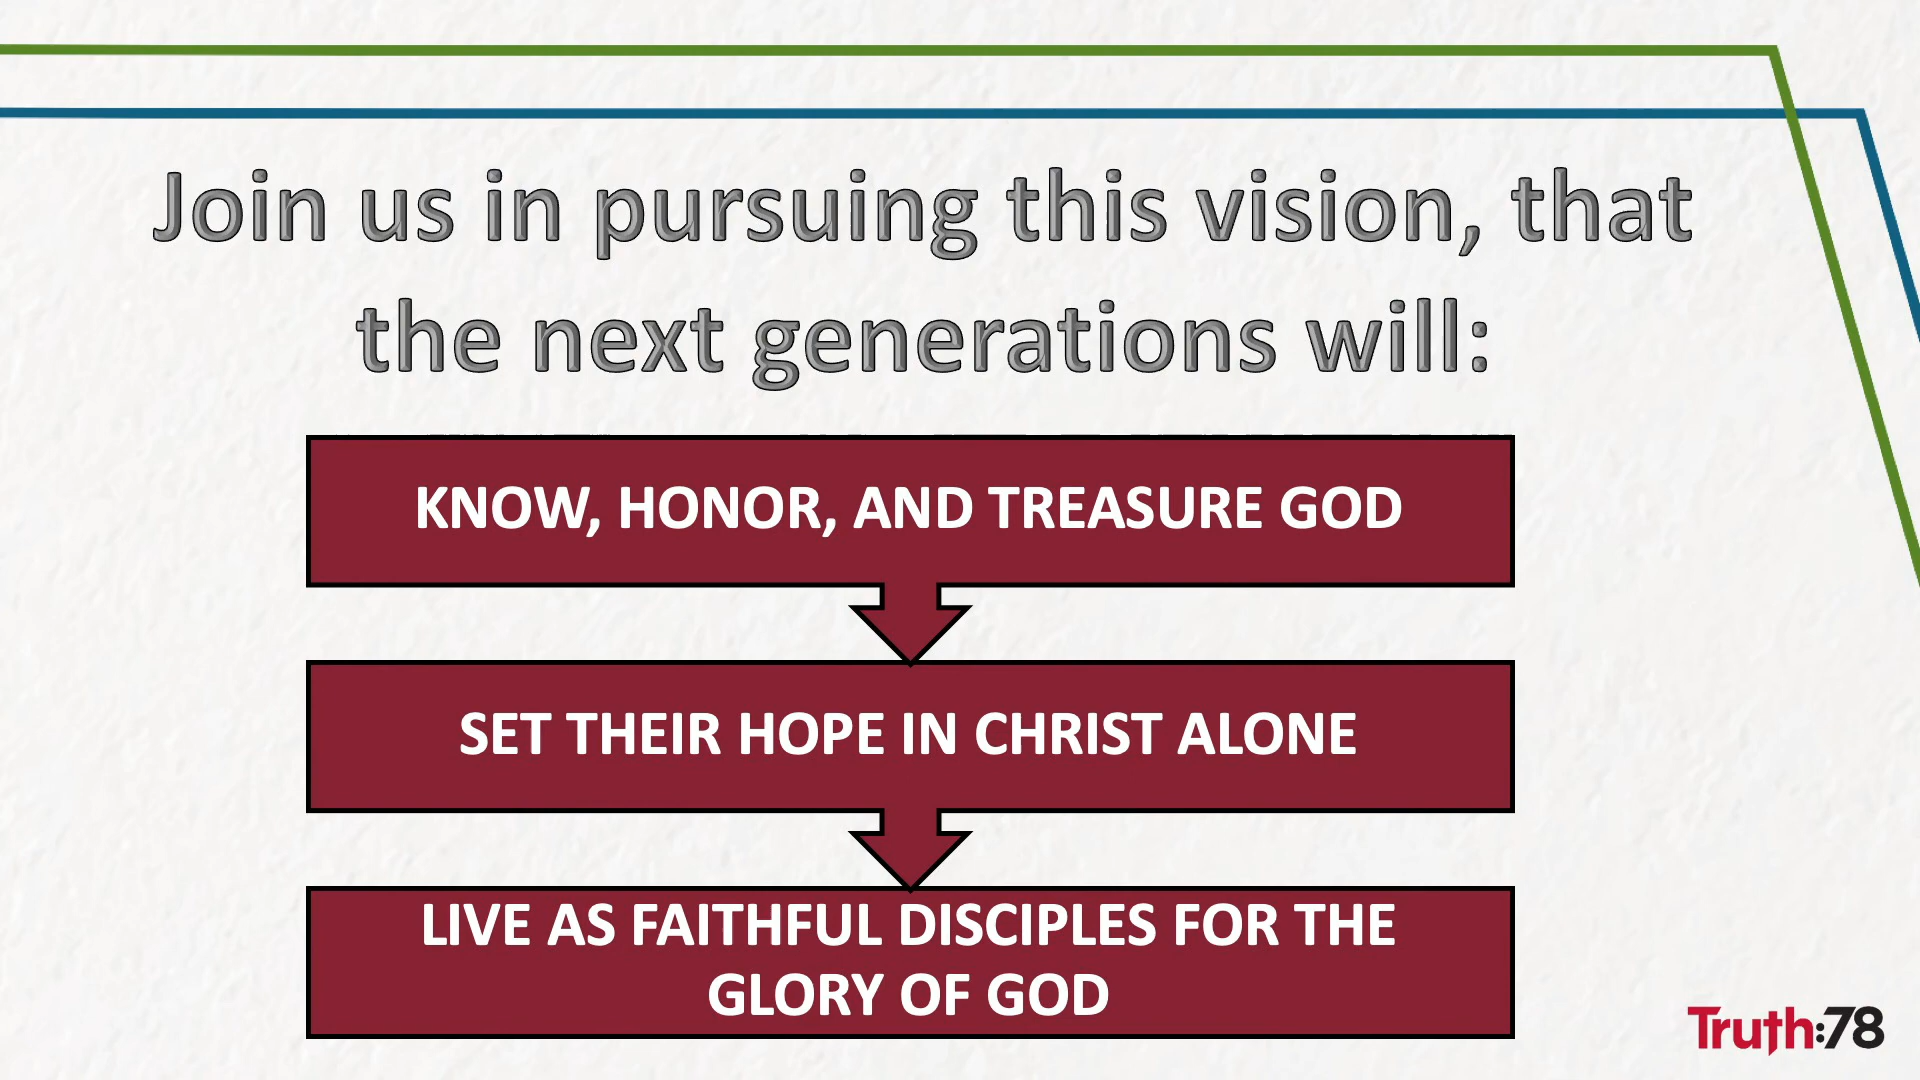 Join us in pursuing this vision, that
the next generations will:
KNOW, HONOR, AND TREASURE GOD
SET THEIR HOPE IN CHRIST ALONE
LIVE AS FAITHFUL DISCIPLES FOR THE
GLORY OF GOD
Truth:78